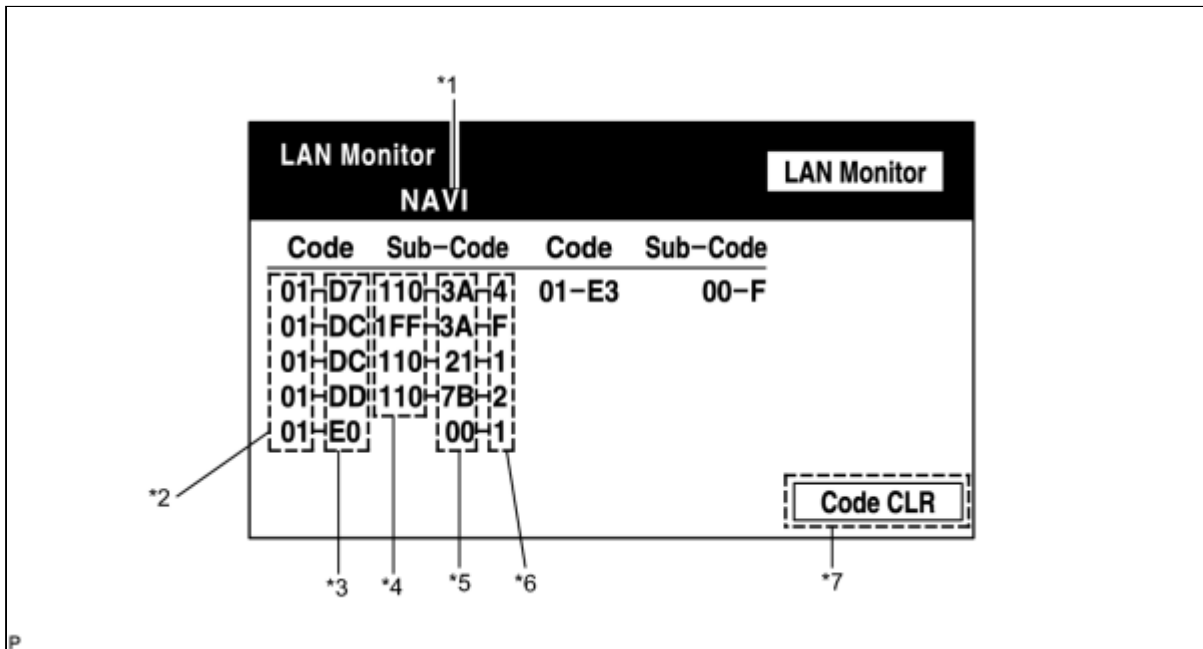 *1
LAN Monitor
LAN Monitor
NAVI
Code Sub-Code Code Sub-Code
01-D7 110-3A-4 01-E3 00-F
01-DC 1FF-3A-F
01-DC 110-21-1
01-DD 110-7B-2
01-E0 00-1
*2
Code CLR
*3 *4 *5 *6 *7
P